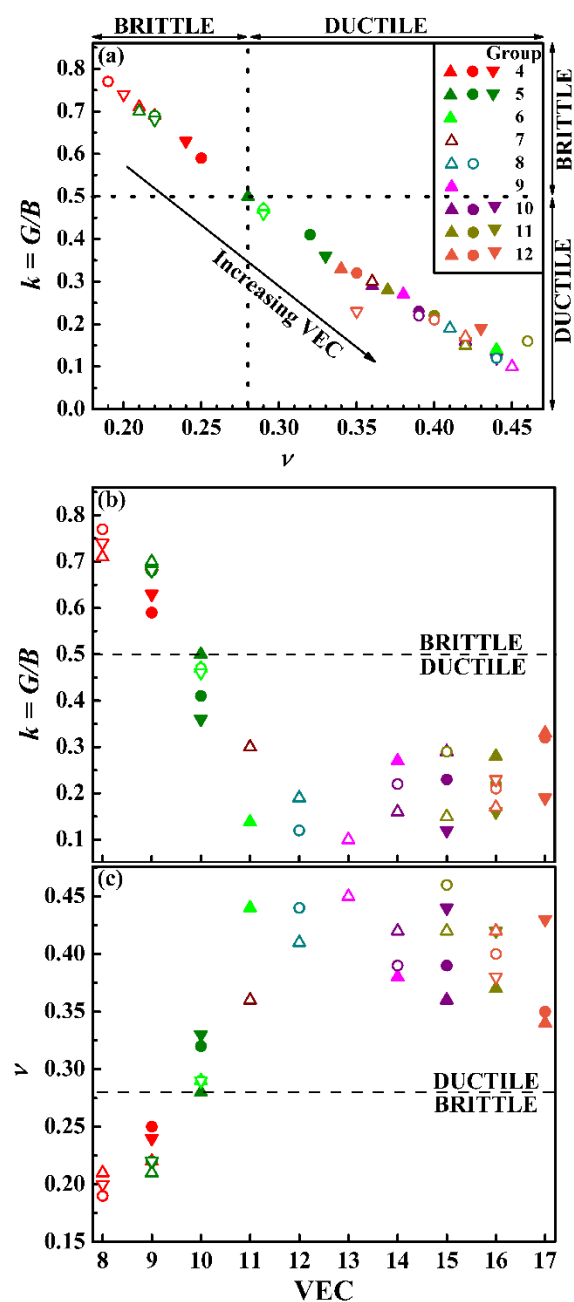 BRITTLE DUCTILE
(a)
Group
4
5
6
7
8
9
10
11
12
BRITTLE
DUCTILE
Increasing VEC
k = G/B
0.8
0.7
0.6
0.5
0.4
0.3
0.2
0.1
0.0
0.20 0.25 0.30 0.35 0.40 0.45
ν
(b)
k = G/B
0.8
0.7
0.6
0.5
0.4
0.3
0.2
0.1
BRITTLE
DUCTILE
(c)
ν
0.45
0.40
0.35
0.30
0.25
0.20
0.15
DUCTILE
BRITTLE
8 9 10 11 12 13 14 15 16 17
VEC